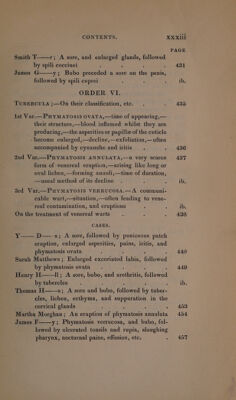 CONTENTS. xxxiii
PAGE
Smith T——r; A sore, and enlarged glands, followed
by spili coccinei . . . 431
James G——y; Bubo preceded a sore on the penis,
followed by spili cuprei . . . ib.
ORDER VI.
Tubercula;—On their classification, etc. . . 435
1st Var.—Phymatosis ovata,—time of appearing,—
their structure,—blood inflamed whilst they are
producing,—the asperities or papillæ of the cuticle
become enlarged,—decline,—exfoliation,—often
accompanied by cynanche and iritis . . 436
2nd Var.—Phymatosis annulata,—a very scarce 437
form of venereal eruption,—arising like long or
oval lichen,—forming annuli,—time of duration,
—usual method of its decline . . ib.
3rd Var.—Phymatosis verrucosa.—A communi-
cable wart,—situation,—often leading to vene-
real contamination, and eruptions . . ib.
On the treatment of venereal warts . . 438
CASES.
Y—— D——n; A sore, followed by puniceous patch
eruption, enlarged asperities, pains, iritis, and
phymatosis ovata . . . 448
Sarah Matthews; Enlarged excoriated labia, followed
by phymatosis ovata . . . 449
Henry H——ll; A sore, bubo, and urethritis, followed
by tubercles . . . ib.
Thomas H——n; A sore and bubo, followed by tuber-
cles, lichen, ecthyma, and suppuration in the
cervical glands . . . 453
Martha Morghan; An eruption of phymatosis annulata 454
James F——y; Phymatosis verrucosa, and bubo, fol-
lowed by ulcerated tonsils and rupia, sloughing
pharynx, nocturnal pains, effusion, etc. . 457